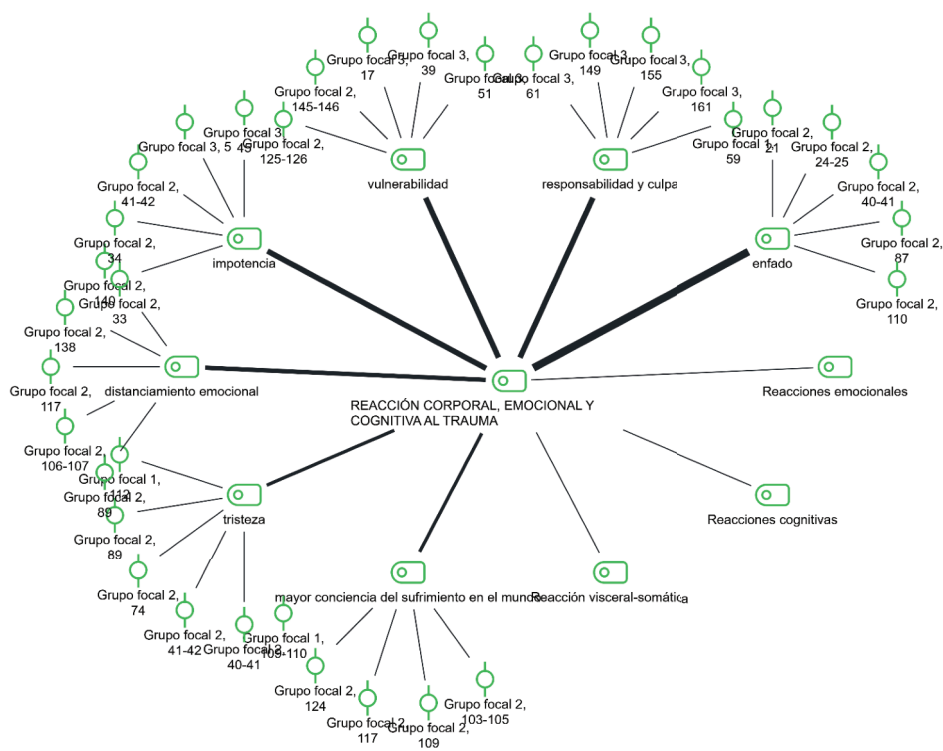 Grupo focal 3,
17
Grupo focal 3,
39
Grupo focal 3,
51
Grupo focal 3,
61
Grupo focal 3,
149
Grupo focal 3,
155
Grupo focal 3,
161
Grupo focal 1,
59
Grupo focal 2,
145-146
Grupo focal 2,
125-126
vulnerabilidad
responsabilidad y culpa
Grupo focal 3,
45
Grupo focal 3, 5
Grupo focal 2,
41-42
Grupo focal 2,
34
Grupo focal 2,
140
impotencia
Grupo focal 2,
21
Grupo focal 2,
24-25
Grupo focal 2,
40-41
Grupo focal 2,
87
Grupo focal 2,
110
enfado
Grupo focal 2,
33
Grupo focal 2,
138
Grupo focal 2,
117
Grupo focal 2,
106-107
distanciamiento emocional
REACCIÓN CORPORAL, EMOCIONAL Y
COGNITIVA AL TRAUMA
Reacciones emocionales
Grupo focal 1,
112
Grupo focal 2,
89
Grupo focal 2,
89
Grupo focal 2,
74
Grupo focal 2,
41-42
Grupo focal 2,
40-41
tristeza
Reacciones cognitivas
mayor conciencia del sufrimiento en el mundo
Reacción visceral-somática
Grupo focal 1,
109-110
Grupo focal 2,
124
Grupo focal 2,
117
Grupo focal 2,
109
Grupo focal 2,
103-105